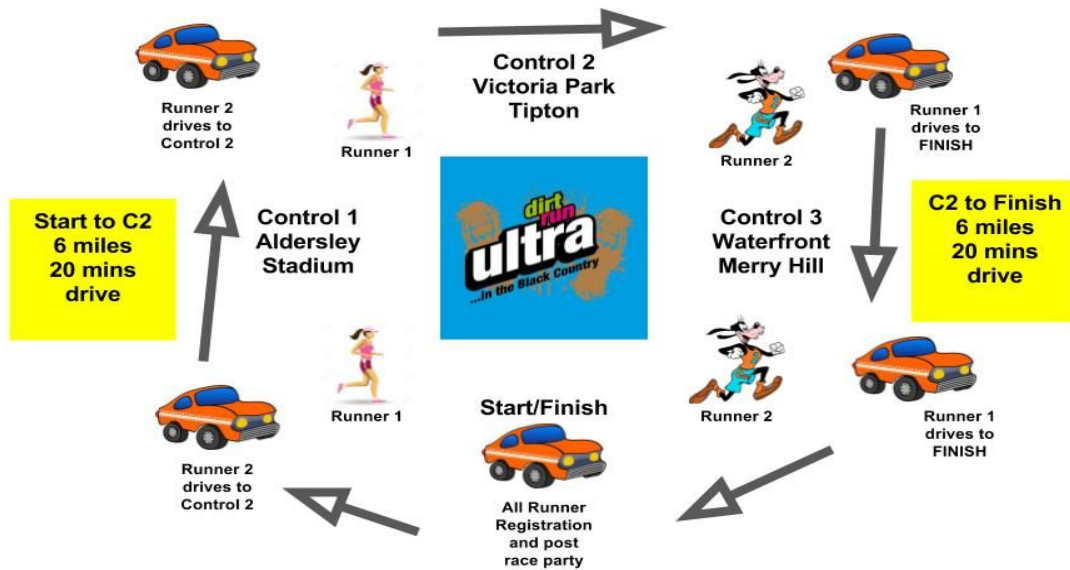 Control 2
Victoria Park
Tipton
Runner 2
drives to
Control 2
Runner 1
Runner 2
Runner 1
drives to
FINISH
Start to C2
6 miles
20 mins
drive
Control 1
Aldersley
Stadium
dirt
run
ultra
...in the Black Country
Control 3
Waterfront
Merry Hill
C2 to Finish
6 miles
20 mins
drive
Runner 1
Runner 2
Start/Finish
Runner 2
drives to
Control 2
Runner 1
drives to
FINISH
All Runner
Registration
and post
race party